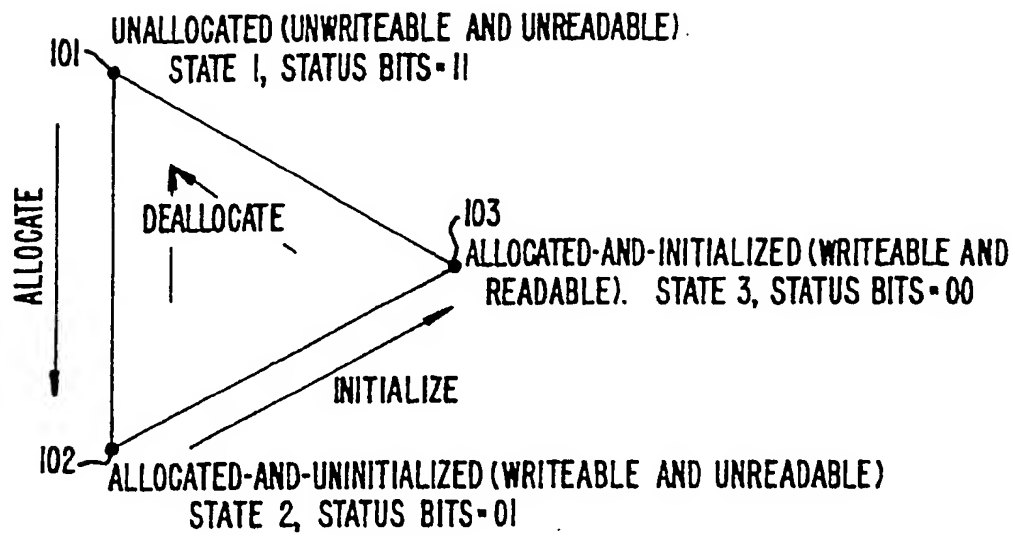 UNALLOCATED (UNWRITEABLE AND UNREADABLE).
101
STATE 1, STATUS BITS=11
ALLOCATE
DEALLOCATE
103
ALLOCATED-AND-INITIALIZED (WRITEABLE AND
READABLE). STATE 3, STATUS BITS=00
INITIALIZE
102
ALLOCATED-AND-UNINITIALIZED (WRITEABLE AND UNREADABLE)
STATE 2, STATUS BITS=01